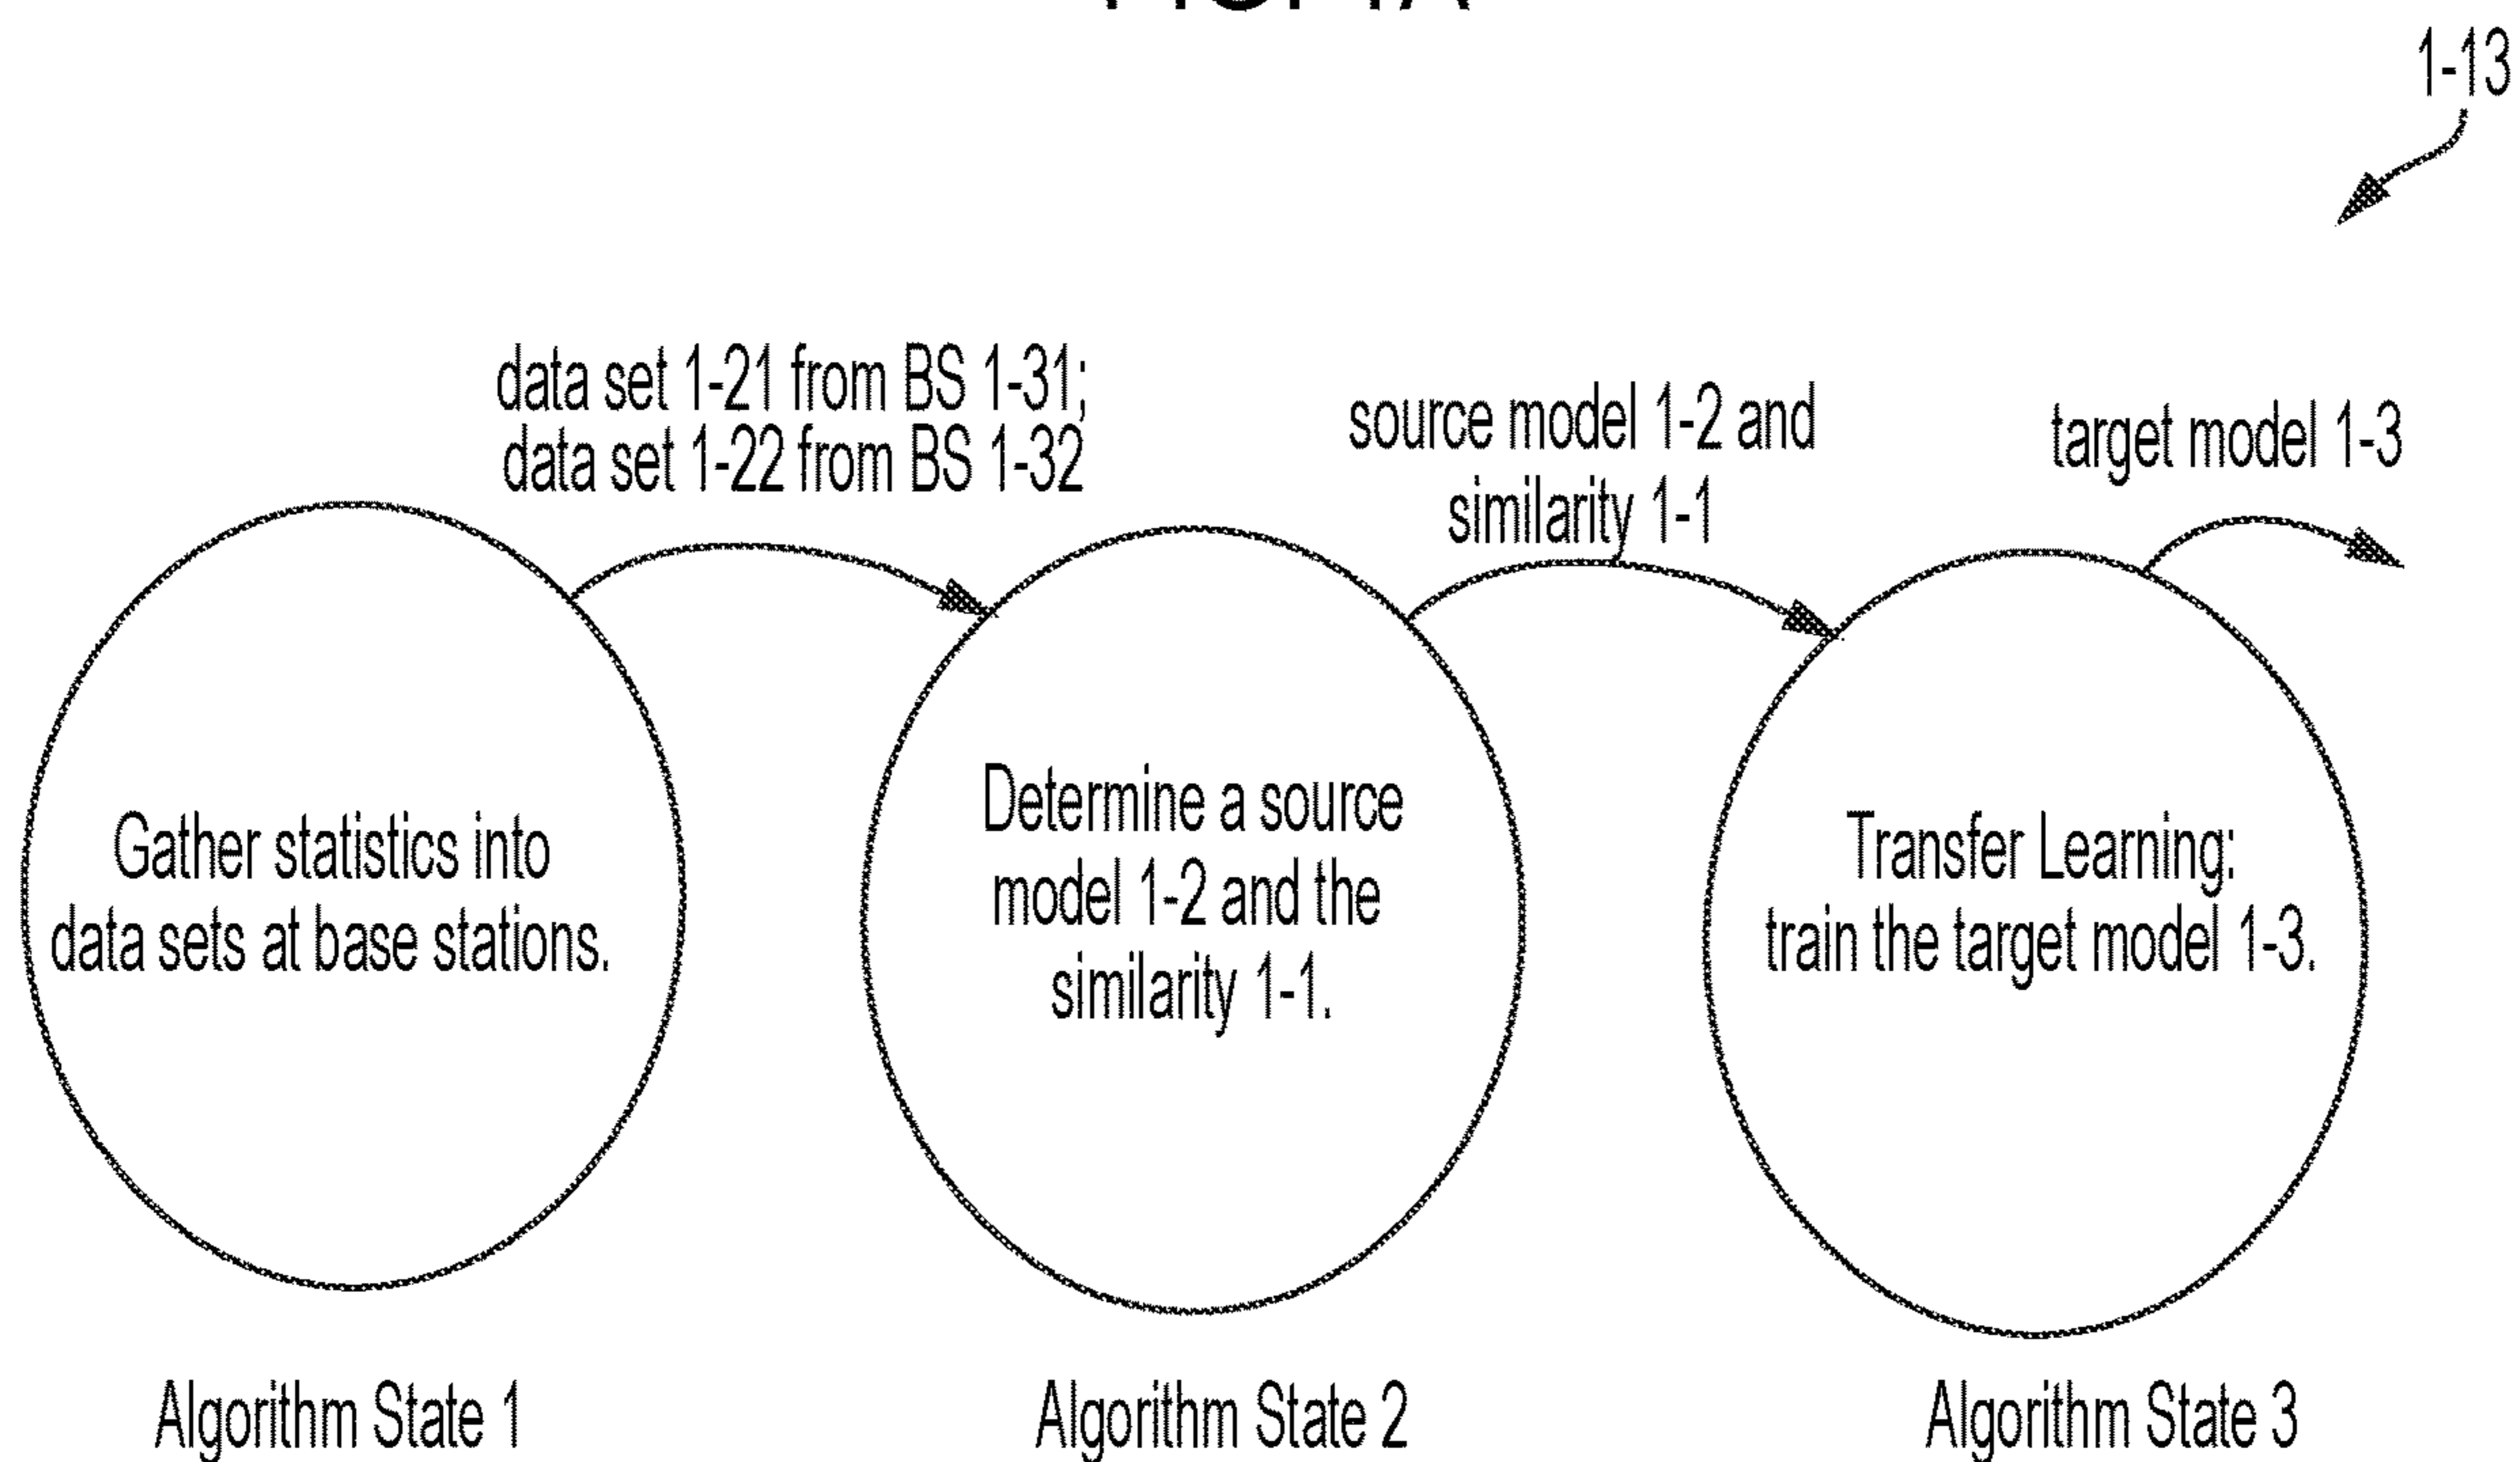 1-13
data set 1-21 from BS 1-31;
data set 1-22 from BS 1-32
source model 1-2 and
similarity 1-1
target model 1-3
Gather statistics into
data sets at base stations.
Determine a source
model 1-2 and the
similarity 1-1.
Transfer Learning:
train the target model 1-3.
Algorithm State 1
Algorithm State 2
Algorithm State 3